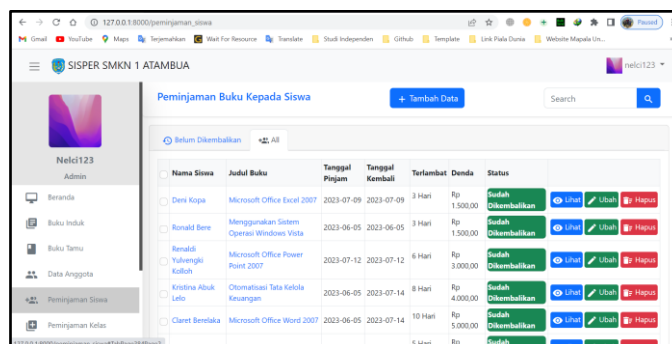 127.0.0.1:8000/peminjaman_siswa
Paused
Gmail YouTube Maps Terjemahkan Wait For Resource Translate Studi Independen Github Template Link Piala Dunia Website Mapala Un...
SISPER SMKN 1 ATAMBUA
nelci123
Peminjaman Buku Kepada Siswa
+ Tambah Data
Search
Nelci123
Admin
Beranda
Buku Induk
Buku Tamu
Data Anggota
Peminjaman Siswa
Peminjaman Kelas
Belum Dikembalikan All
Nama Siswa Judul Buku Tanggal Pinjam Tanggal Kembali Terlambat Denda Status
Deni Kopa Microsoft Office Excel 2007 2023-07-09 2023-07-09 3 Hari Rp 1.500,00 Sudah Dikembalikan Lihat Ubah Hapus
Ronald Bere Menggunakan Sistem Operasi Windows Vista 2023-06-05 2023-06-05 3 Hari Rp 1.500,00 Sudah Dikembalikan Lihat Ubah Hapus
Renaldi Yulvengki Kolloh Microsoft Office Power Point 2007 2023-07-12 2023-07-12 6 Hari Rp 3.000,00 Sudah Dikembalikan Lihat Ubah Hapus
Kristina Abuk Lelo Otomatisasi Tata Kelola Keuangan 2023-06-05 2023-07-14 8 Hari Rp 4.000,00 Sudah Dikembalikan Lihat Ubah Hapus
Claret Berelaka Microsoft Office Word 2007 2023-06-05 2023-07-14 10 Hari Rp 5.000,00 Sudah Dikembalikan Lihat Ubah Hapus
5 Hari Rp Sudah